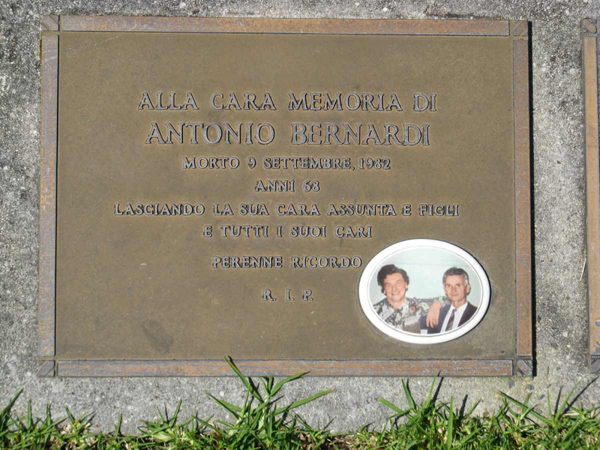 ALLA CARA MEMORIA DI
ANTONIO BERNARDI
MORTO 9 SETTEMBRE, 1982
ANNI 68
LASCIANDO LA SUA CARA ASSUNTA E FIGLI
E TUTTI I SUOI CARI
PERENNE RICORDO
R. I. P.